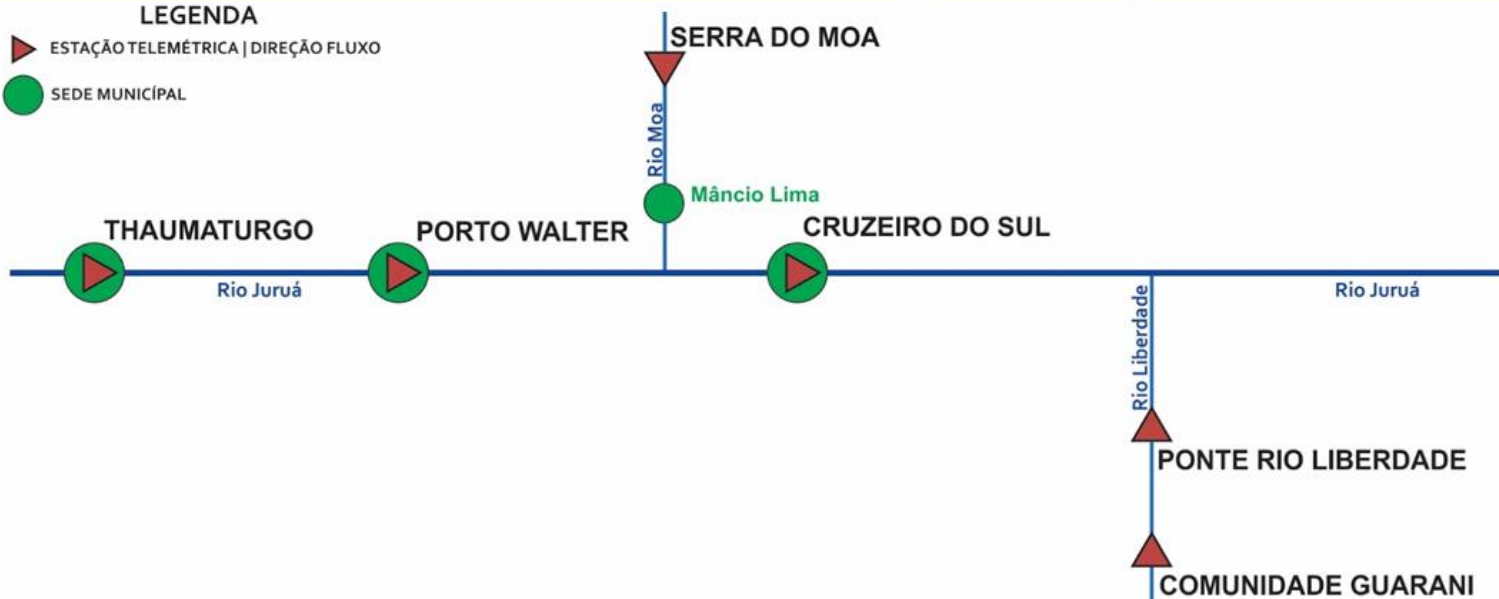 LEGENDA
ESTAÇÃO TELEMÉTRICA | DIREÇÃO FLUXO
SEDE MUNICÍPAL
SERRA DO MOA
Rio Moa
Mâncio Lima
THAUMATURGO
PORTO WALTER
CRUZEIRO DO SUL
Rio Juruá
Rio Juruá
Rio Liberdade
PONTE RIO LIBERDADE
COMUNIDADE GUARANI